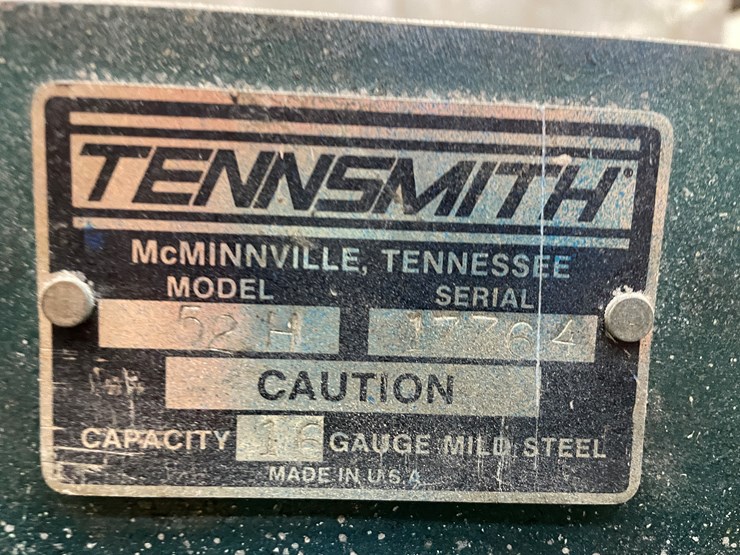 TENNSMITH®
McMINNVILLE, TENNESSEE
MODEL SERIAL
52 H 17764
CAUTION
CAPACITY 16 GAUGE MILD STEEL
MADE IN U.S.A.